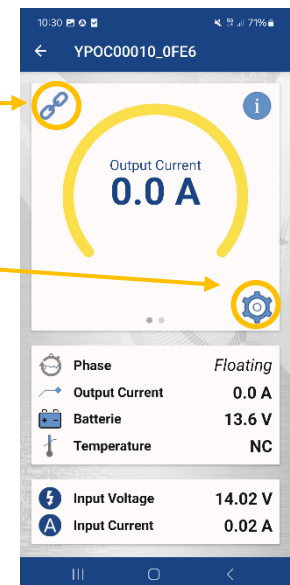 10:30 71%
YPOC00010_0FE6
i
Output Current
0.0 A
Phase Floating
Output Current 0.0 A
Batterie 13.6 V
Temperature NC
Input Voltage 14.02 V
A Input Current 0.02 A